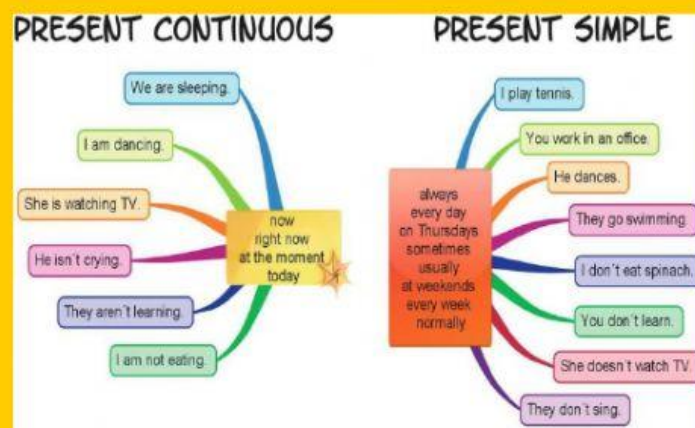 PRESENT CONTINUOUS
We are sleeping.
I am dancing.
She is watching TV.
He isn´t crying.
They aren´t learning.
I am not eating.
now
right now
at the moment
today
PRESENT SIMPLE
always
every day
on Thursdays
sometimes
usually
at weekends
every week
normally
I play tennis.
You work in an office.
He dances.
They go swimming.
I don´t eat spinach.
You don´t learn.
She doesn´t watch TV.
They don´t sing.